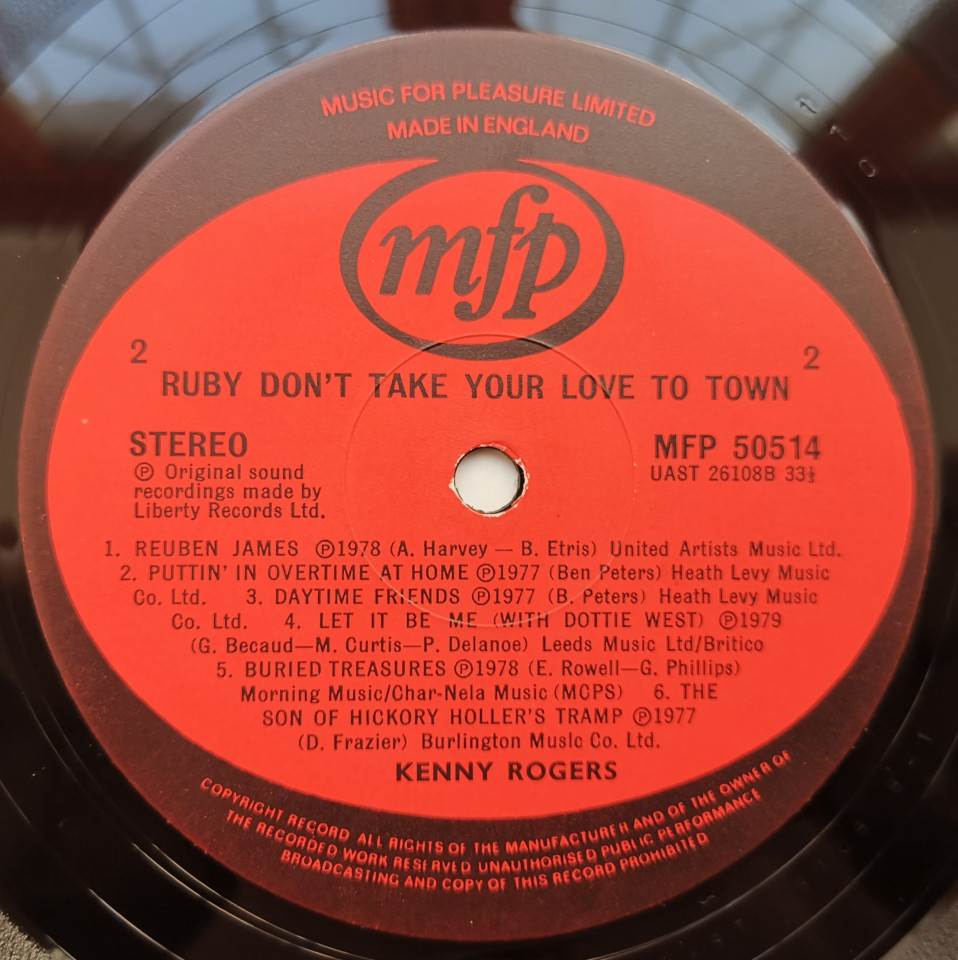 MUSIC FOR PLEASURE LIMITED
MADE IN ENGLAND
mfp
2 2
RUBY DON'T TAKE YOUR LOVE TO TOWN
STEREO
Ⓟ Original sound
recordings made by
Liberty Records Ltd.
MFP 50514
UAST 26108B 33⅓
1. REUBEN JAMES Ⓟ1978 (A. Harvey — B. Etris) United Artists Music Ltd.
2. PUTTIN' IN OVERTIME AT HOME Ⓟ1977 (Ben Peters) Heath Levy Music
Co. Ltd. 3. DAYTIME FRIENDS Ⓟ1977 (B. Peters) Heath Levy Music
Co. Ltd. 4. LET IT BE ME (WITH DOTTIE WEST) Ⓟ1979
(G. Becaud—M. Curtis—P. Delanoe) Leeds Music Ltd/Britico
5. BURIED TREASURES Ⓟ1978 (E. Rowell—G. Phillips)
Morning Music/Char-Nela Music (MCPS) 6. THE
SON OF HICKORY HOLLER'S TRAMP Ⓟ1977
(D. Frazier) Burlington Music Co. Ltd.
KENNY ROGERS
COPYRIGHT RECORD ALL RIGHTS OF THE MANUFACTURER AND OF THE OWNER OF
THE RECORDED WORK RESERVED UNAUTHORISED PUBLIC PERFORMANCE
BROADCASTING AND COPY OF THIS RECORD PROHIBITED